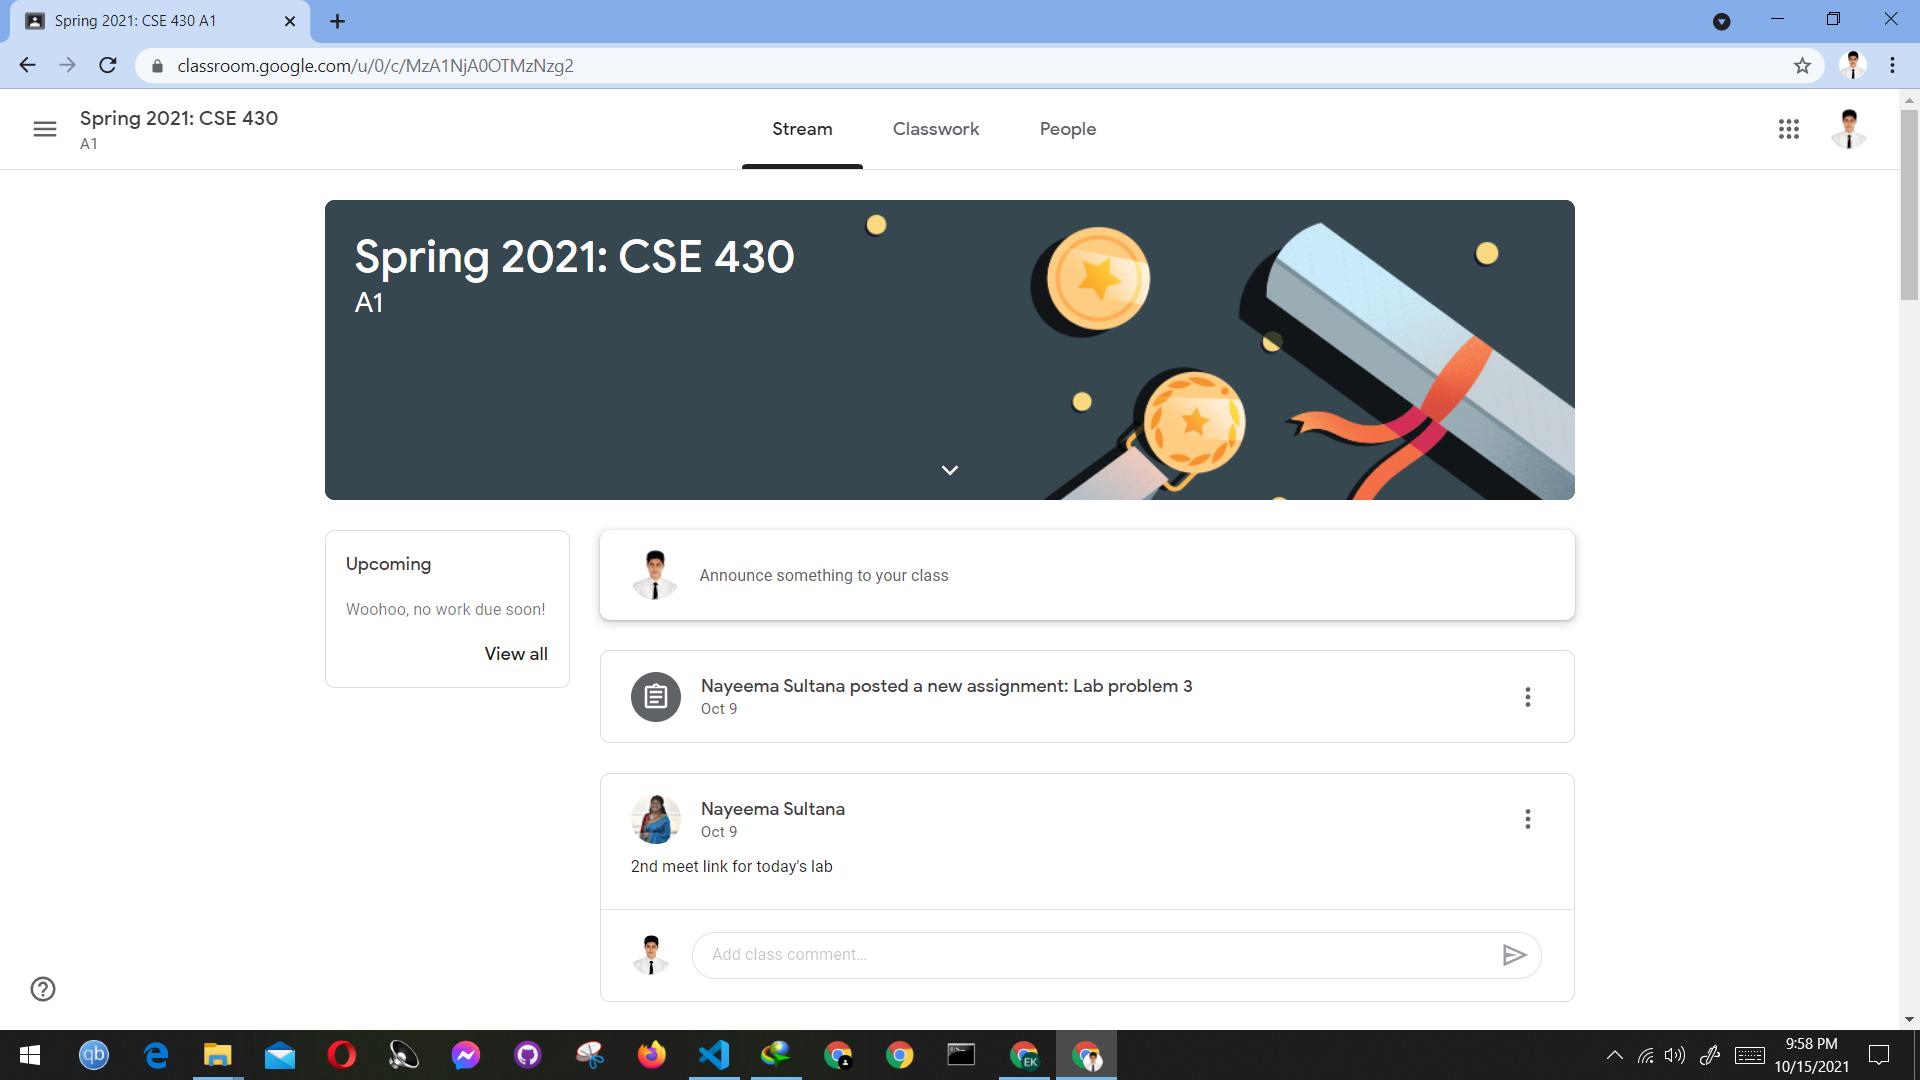 Spring 2021: CSE 430 A1
classroom.google.com/u/0/c/MzA1NjA0OTMzNzg2
Spring 2021: CSE 430
A1
Stream
Classwork
People
Spring 2021: CSE 430
A1
Upcoming
Woohoo, no work due soon!
View all
Announce something to your class
Nayeema Sultana posted a new assignment: Lab problem 3
Oct 9
Nayeema Sultana
Oct 9
2nd meet link for today's lab
Add class comment...
qb
EK
9:58 PM
10/15/2021